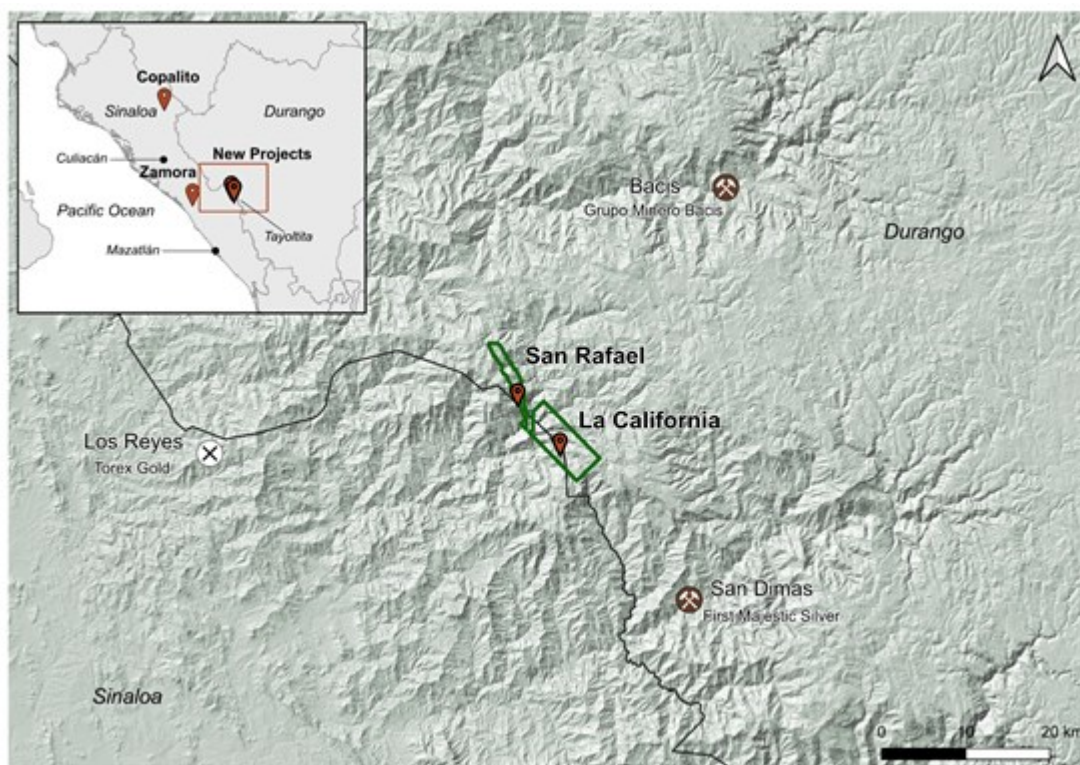 Copalito
Sinaloa
Durango
Culiacán
New Projects
Zamora
Pacific Ocean
Tayoltita
Mazatlán
Bacis
Grupo Minero Bacis
Durango
San Rafael
La California
Los Reyes
Torex Gold
San Dimas
First Majestic Silver
Sinaloa
0 10 20 km